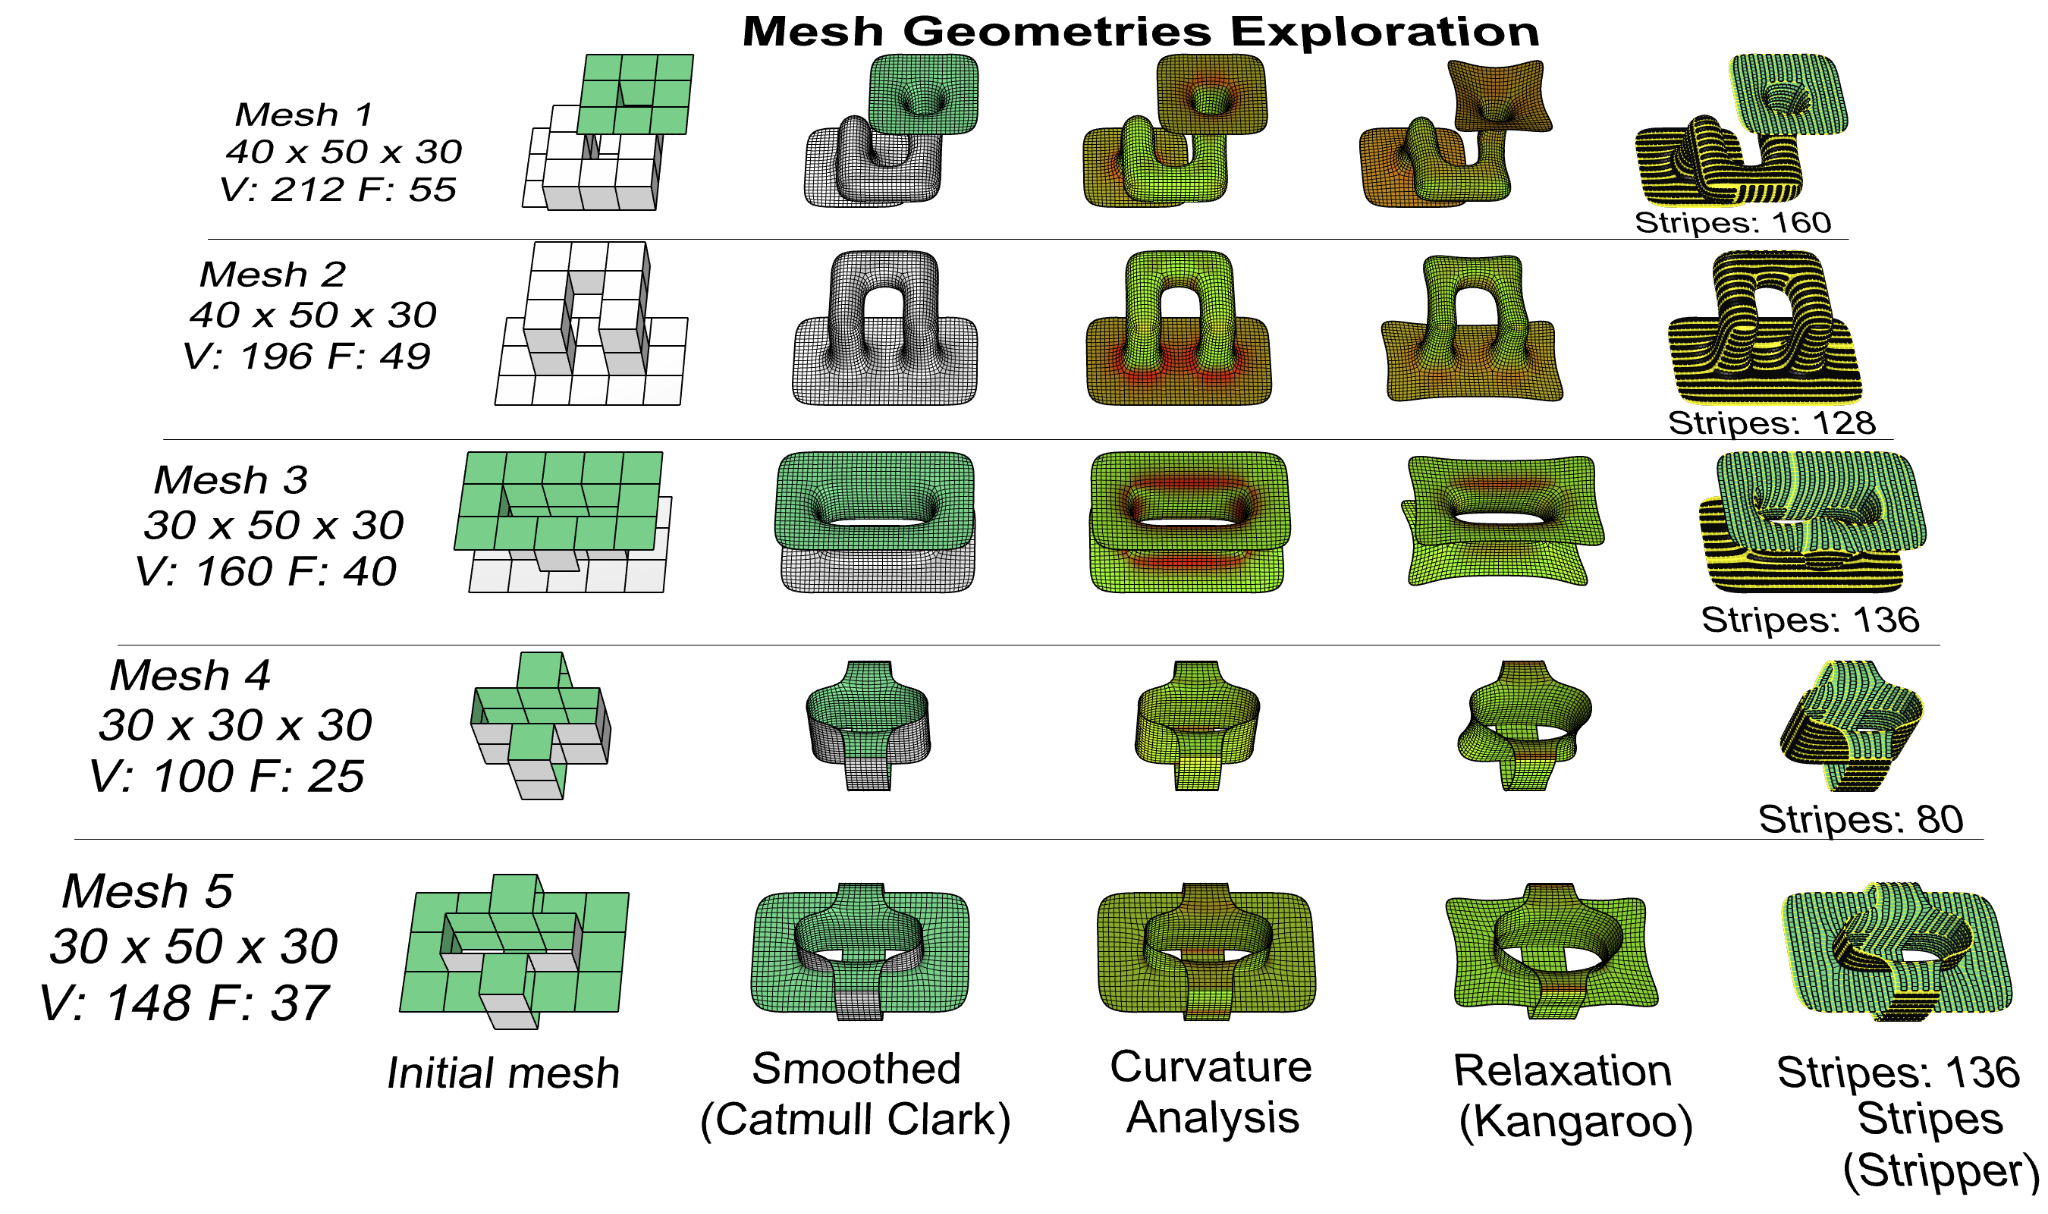 Mesh Geometries Exploration
Mesh 1
40 x 50 x 30
V: 212 F: 55
Stripes: 160
Mesh 2
40 x 50 x 30
V: 196 F: 49
Stripes: 128
Mesh 3
30 x 50 x 30
V: 160 F: 40
Stripes: 136
Mesh 4
30 x 30 x 30
V: 100 F: 25
Stripes: 80
Mesh 5
30 x 50 x 30
V: 148 F: 37
Stripes: 136
Initial mesh
Smoothed
(Catmull Clark)
Curvature
Analysis
Relaxation
(Kangaroo)
Stripes
(Stripper)